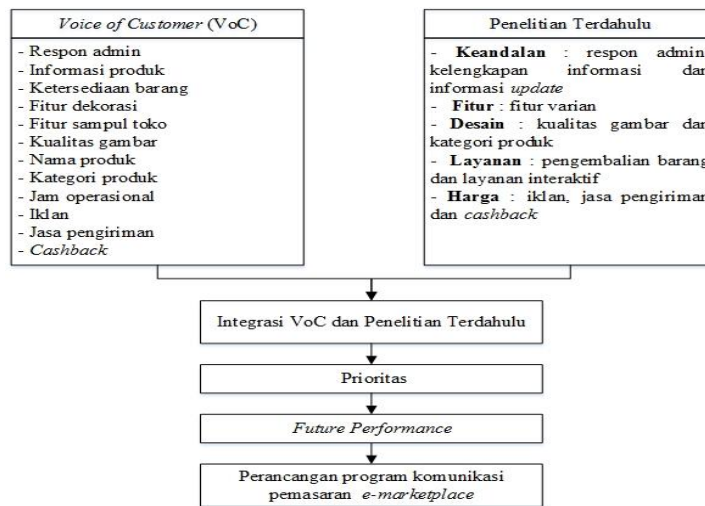 Voice of Customer (VoC)
- Respon admin
- Informasi produk
- Ketersediaan barang
- Fitur dekorasi
- Fitur sampul toko
- Kualitas gambar
- Nama produk
- Kategori produk
- Jam operasional
- Iklan
- Jasa pengiriman
- Cashback
Penelitian Terdahulu
- Keandalan : respon admin
kelengkapan informasi dan
informasi update
- Fitur : fitur varian
- Desain : kualitas gambar dan
kategori produk
- Layanan : pengembalian barang
dan layanan interaktif
- Harga : iklan, jasa pengiriman
dan cashback
Integrasi VoC dan Penelitian Terdahulu
Prioritas
Future Performance
Perancangan program komunikasi
pemasaran e-marketplace